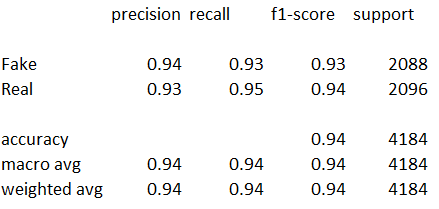 precision recall f1-score support
Fake 0.94 0.93 0.93 2088
Real 0.93 0.95 0.94 2096
accuracy 0.94 4184
macro avg 0.94 0.94 0.94 4184
weighted avg 0.94 0.94 0.94 4184